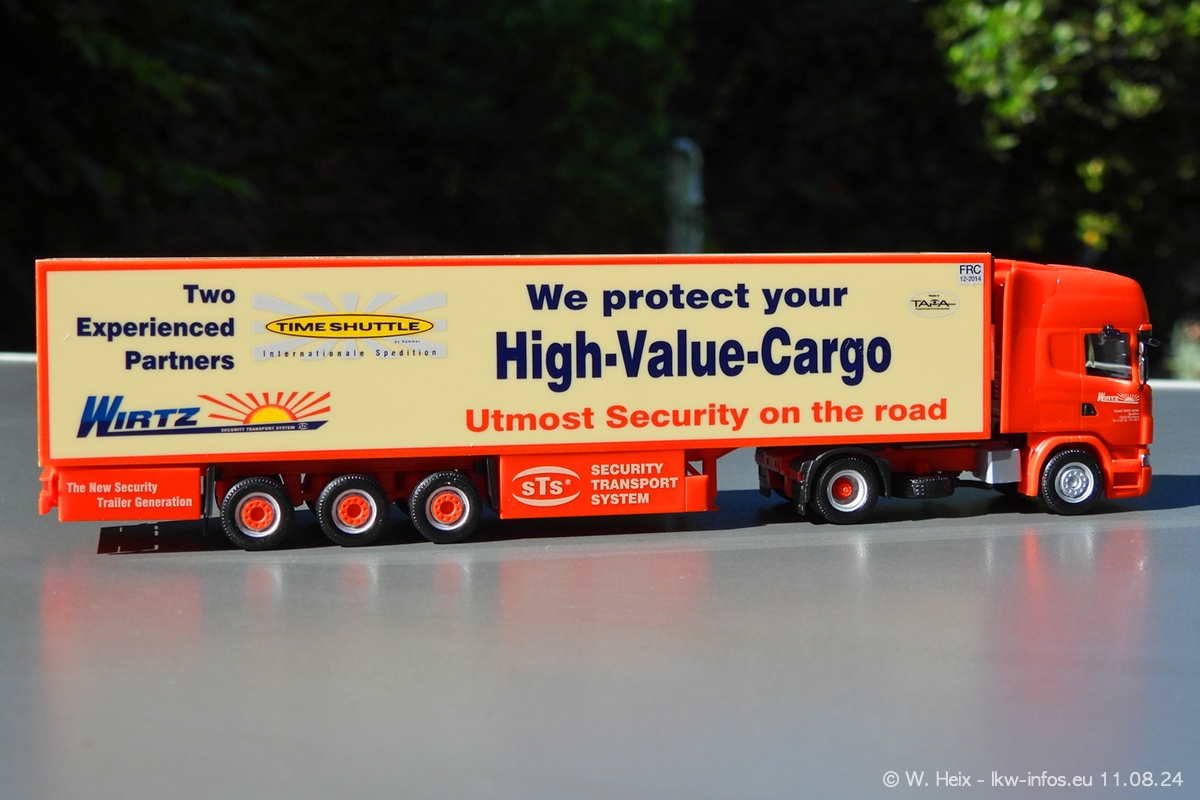 Two
Experienced
Partners
TIME SHUTTLE
by Hammer
Internationale Spedition
WIRTZ
SECURITY TRANSPORT SYSTEM
We protect your
High-Value-Cargo
Utmost Security on the road
FRC
12-2014
TAPA
The New Security
Trailer Generation
sTs®
SECURITY
TRANSPORT
SYSTEM
WIRTZ
© W. Heix - lkw-infos.eu 11.08.24